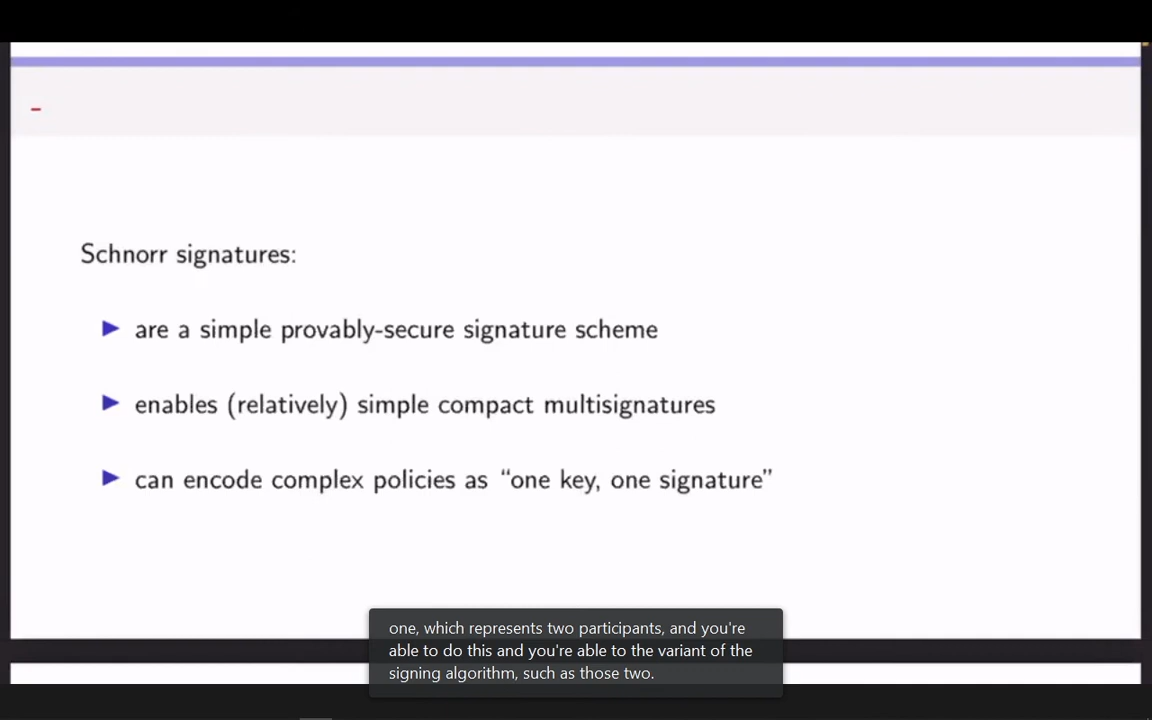 Schnorr signatures:
▶ are a simple provably-secure signature scheme
▶ enables (relatively) simple compact multisignatures
▶ can encode complex policies as “one key, one signature”
one, which represents two participants, and you're
able to do this and you're able to the variant of the
signing algorithm, such as those two.